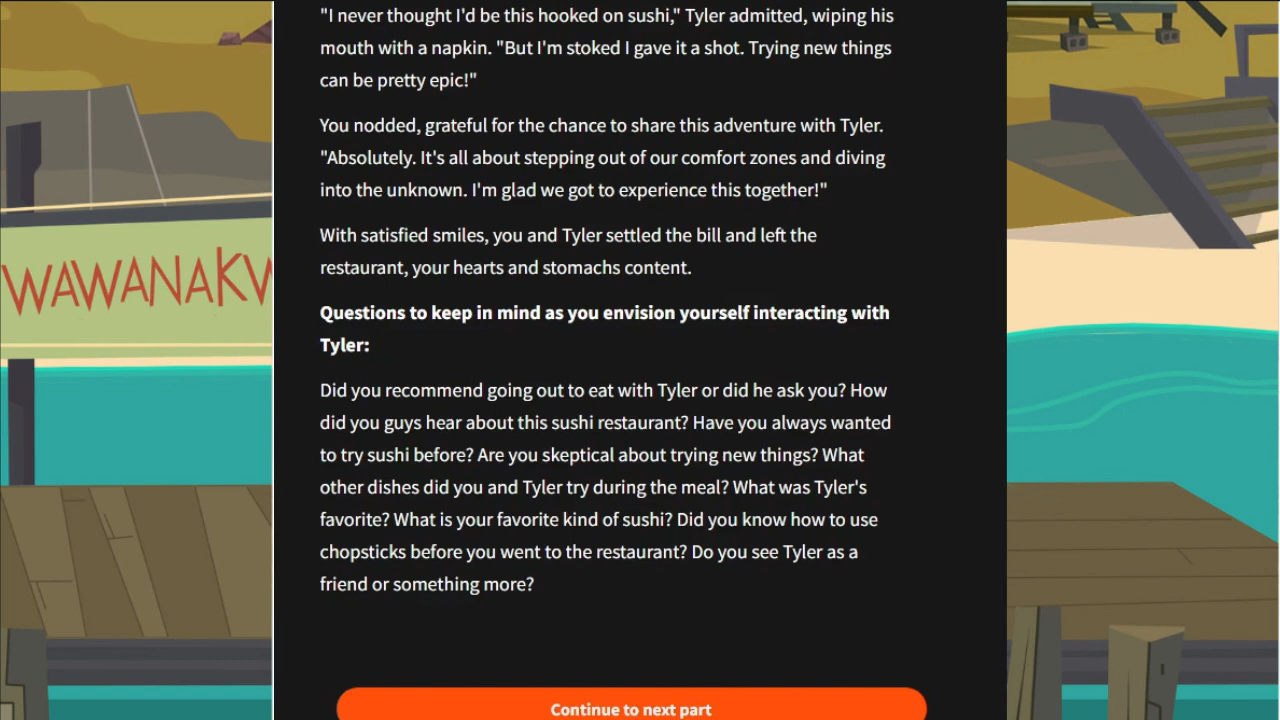 "I never thought I'd be this hooked on sushi," Tyler admitted, wiping his
mouth with a napkin. "But I'm stoked I gave it a shot. Trying new things
can be pretty epic!"
You nodded, grateful for the chance to share this adventure with Tyler.
"Absolutely. It's all about stepping out of our comfort zones and diving
into the unknown. I'm glad we got to experience this together!"
With satisfied smiles, you and Tyler settled the bill and left the
restaurant, your hearts and stomachs content.
WAWANAKW
Questions to keep in mind as you envision yourself interacting with
Tyler:
Did you recommend going out to eat with Tyler or did he ask you? How
did you guys hear about this sushi restaurant? Have you always wanted
to try sushi before? Are you skeptical about trying new things? What
other dishes did you and Tyler try during the meal? What was Tyler's
favorite? What is your favorite kind of sushi? Did you know how to use
chopsticks before you went to the restaurant? Do you see Tyler as a
friend or something more?
Continue to next part